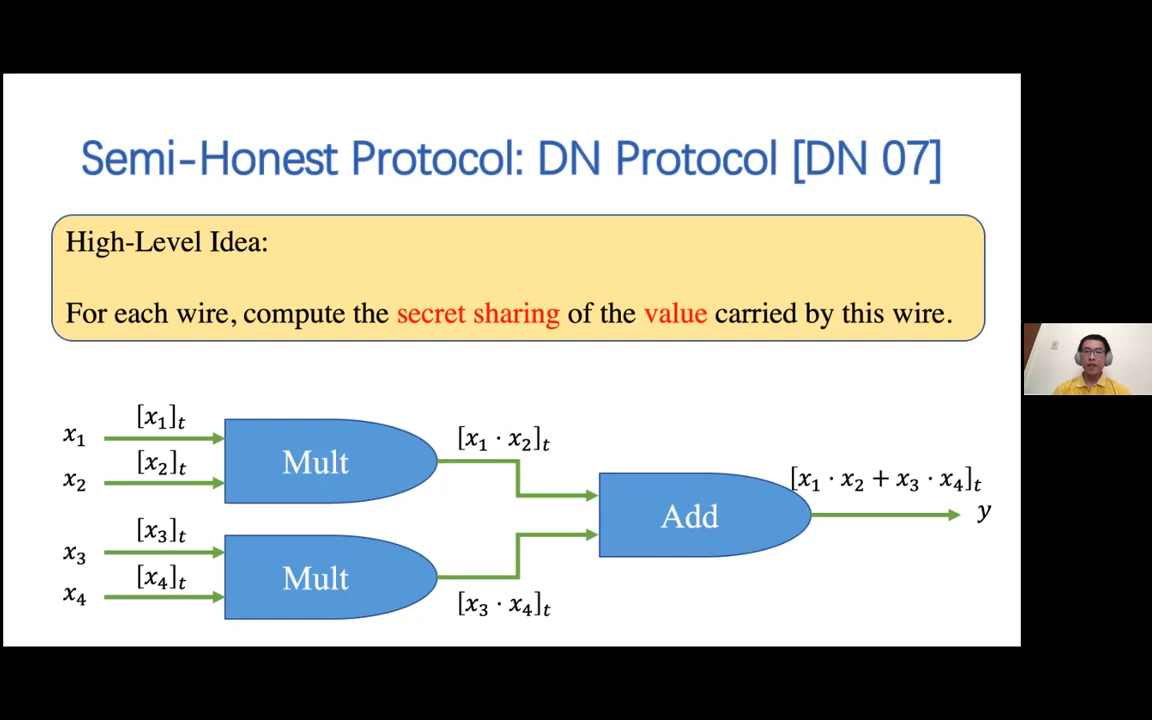 Semi-Honest Protocol: DN Protocol [DN 07]
High-Level Idea:
For each wire, compute the secret sharing of the value carried by this wire.
x₁ [x₁]ₜ
x₂ [x₂]ₜ
Mult
[x₁ · x₂]ₜ
x₃ [x₃]ₜ
x₄ [x₄]ₜ
Mult
[x₃ · x₄]ₜ
Add
[x₁ · x₂ + x₃ · x₄]ₜ
y